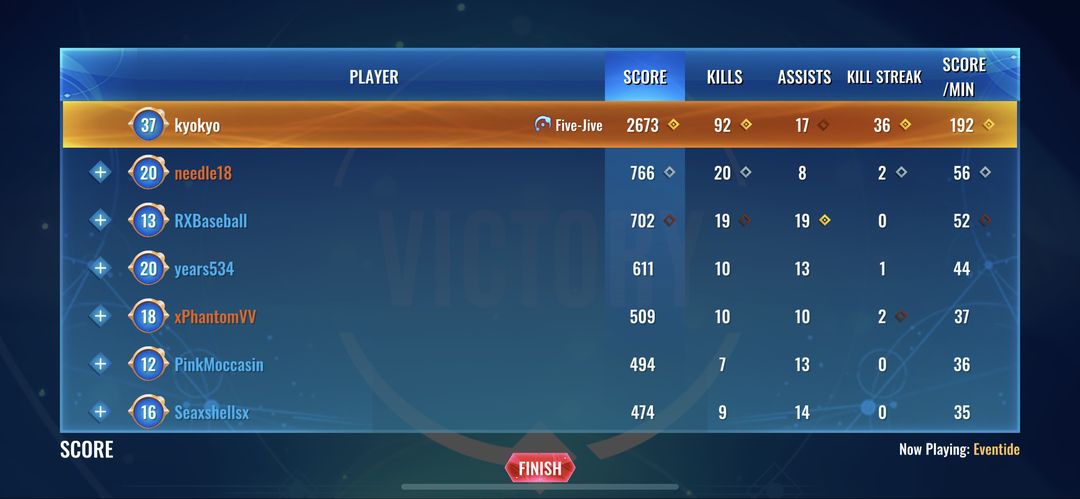 PLAYER SCORE KILLS ASSISTS KILL STREAK SCORE
/MIN
37 kyokyo Five-Jive 2673 92 17 36 192
20 needle18 766 20 8 2 56
13 RXBaseball 702 19 19 0 52
20 years534 611 10 13 1 44
18 xPhantomVV 509 10 10 2 37
12 PinkMoccasin 494 7 13 0 36
16 Seaxshellsx 474 9 14 0 35
VICTORY
SCORE
Now Playing: Eventide
FINISH